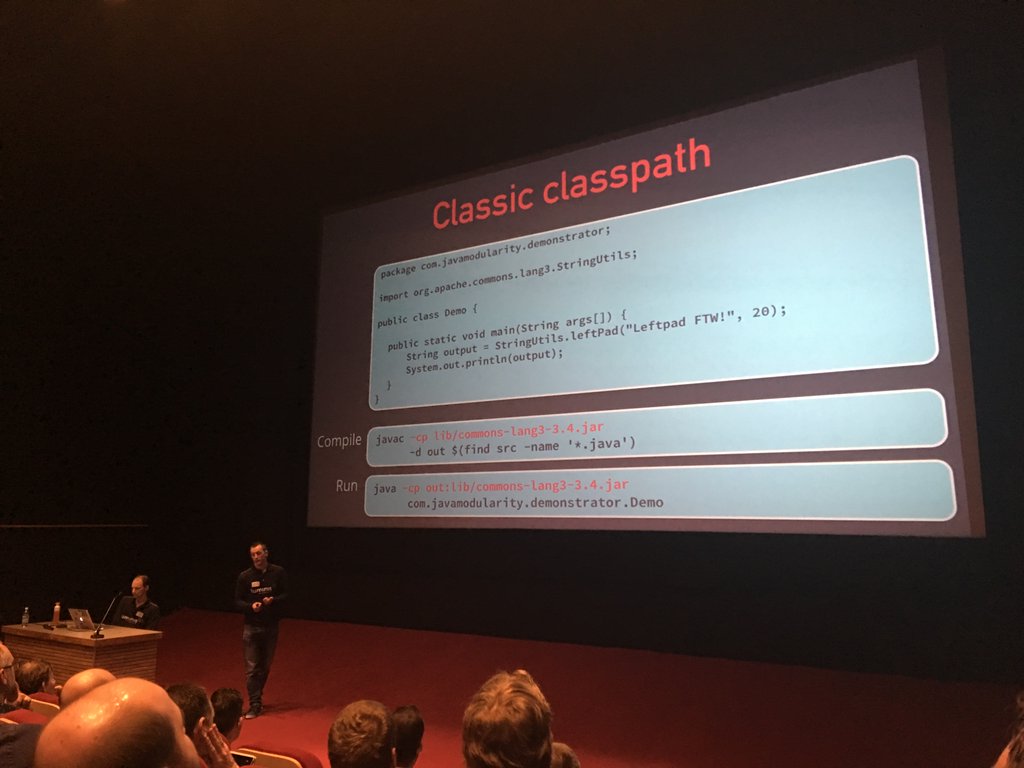 Classic classpath
package com.javamodularity.demonstrator;
import org.apache.commons.lang3.StringUtils;
public class Demo {
public static void main(String args[]) {
String output = StringUtils.leftPad("Leftpad FTW!", 20);
System.out.println(output);
}
}
Compile
javac -cp lib/commons-lang3-3.4.jar
-d out $(find src -name '*.java')
Run
java -cp out:lib/commons-lang3-3.4.jar
com.javamodularity.demonstrator.Demo